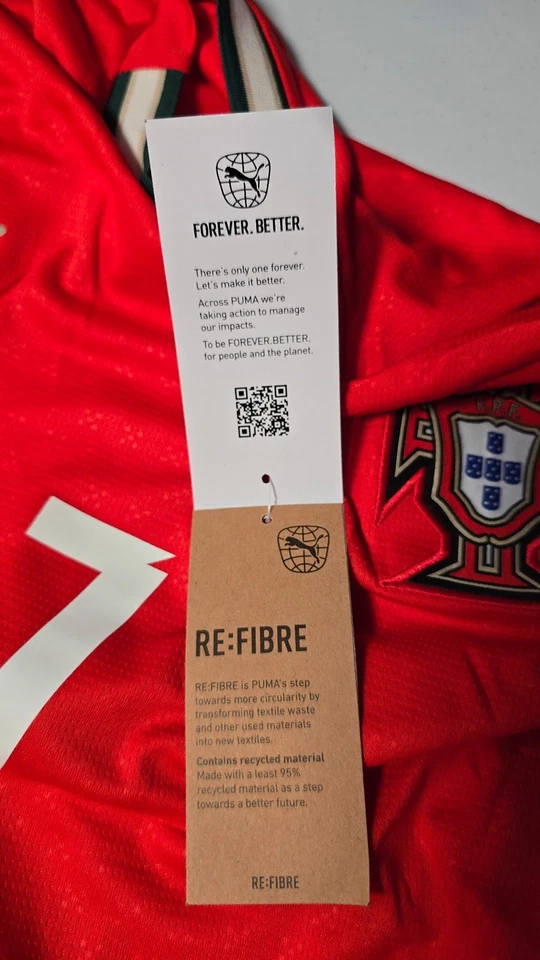 FOREVER. BETTER.
There's only one forever.
Let's make it better.
Across PUMA we're
taking action to manage
our impacts.
To be FOREVER.BETTER.
for people and the planet.
F.P.F.
7
RE:FIBRE
RE:FIBRE is PUMA's step
towards more circularity by
transforming textile waste
and other used materials
into new textiles.
Contains recycled material
Made with a least 95%
recycled material as a step
towards a better future.
RE:FIBRE